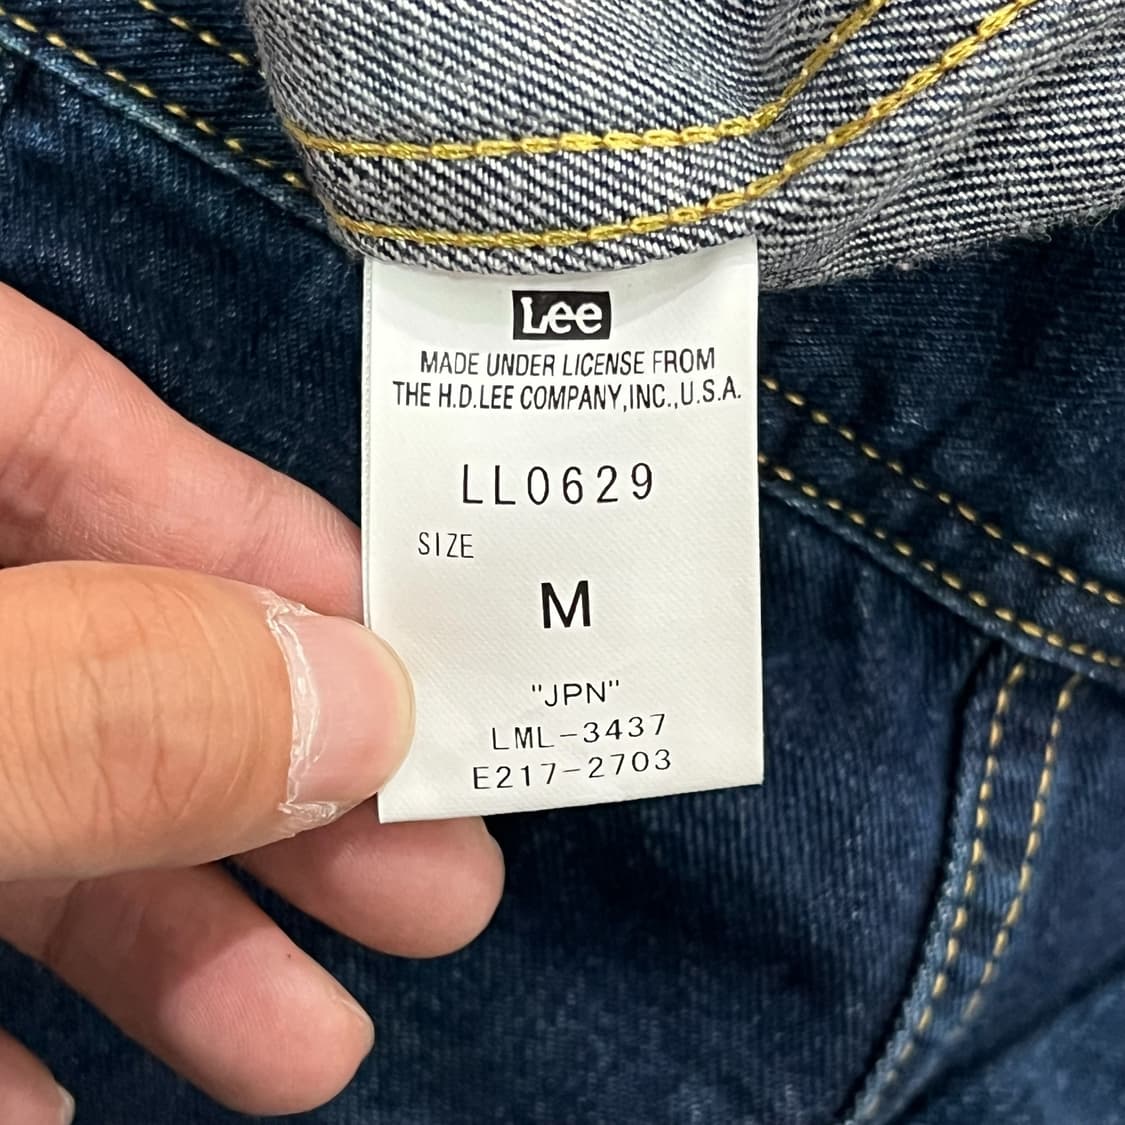 Lee
MADE UNDER LICENSE FROM
THE H.D.LEE COMPANY,INC.,U.S.A.
LL0629
SIZE
M
"JPN"
LML-3437
E217-2703